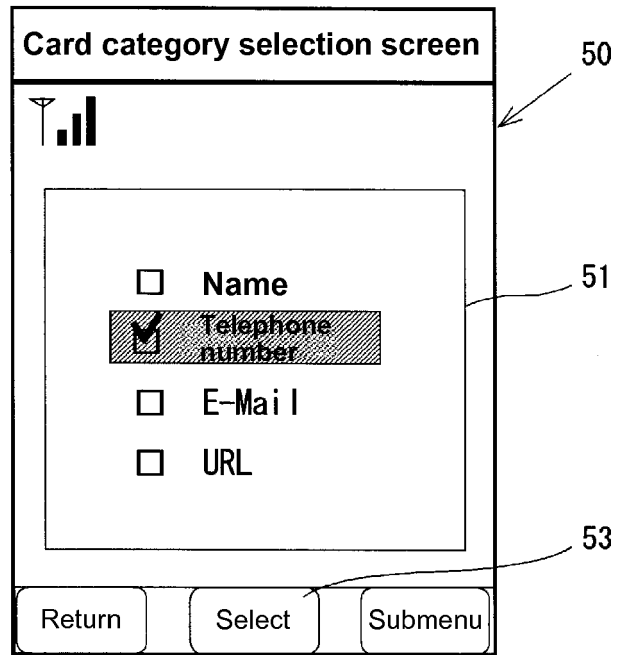 Card category selection screen
50
51
Name
Telephone
number
E-Mail
URL
53
Return Select Submenu